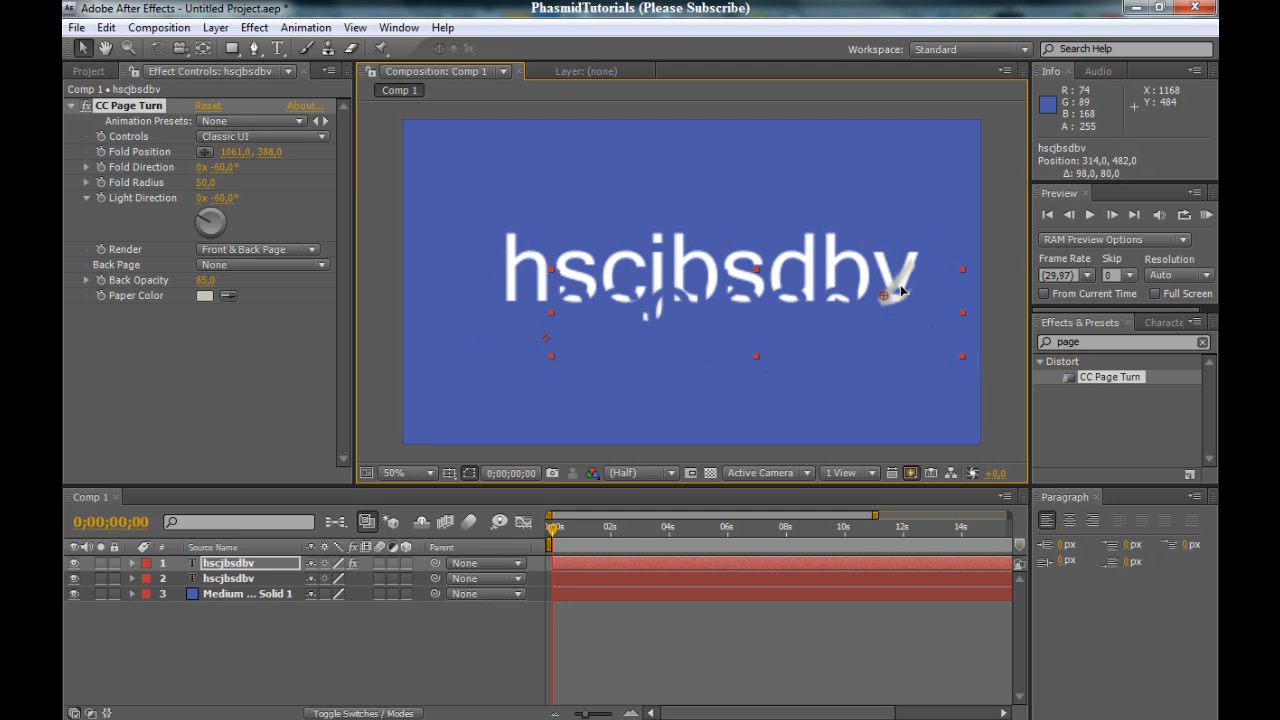 PhasmidTutorials (Please Subscribe)
Adobe After Effects - Untitled Project.aep *
File Edit Composition Layer Effect Animation View Window Help
Workspace: Standard Search Help
Project Effect Controls: hscjbsdbv
Comp 1 • hscjbsdbv
fx CC Page Turn Reset About...
Animation Presets: None
Controls Classic UI
Fold Position 1061,0, 388,0
Fold Direction 0x -60,0°
Fold Radius 50,0
Light Direction 0x -60,0°
Render Front & Back Page
Back Page None
Back Opacity 85,0
Paper Color
Composition: Comp 1 Layer: (none)
Comp 1
hscjbsdbv
50% 0;00;00;00 (Half) Active Camera 1 View +0,0
Info Audio
R : 74 X : 1168
G : 89 Y : 484
B : 168
A : 255
hscjbsdbv
Position: 314,0, 482,0
Δ: 98,0, 80,0
Preview
RAM Preview Options
Frame Rate Skip Resolution
(29,97) 0 Auto
From Current Time Full Screen
Effects & Presets Characte
page
Distort
CC Page Turn
Comp 1
0;00;00;00
02s 04s 06s 08s 10s 12s 14s
# Source Name fx Parent
1 T hscjbsdbv fx None
2 T hscjbsdbv None
3 Medium ... Solid 1 None
Toggle Switches / Modes
Paragraph
0 px 0 px 0 px
0 px 0 px